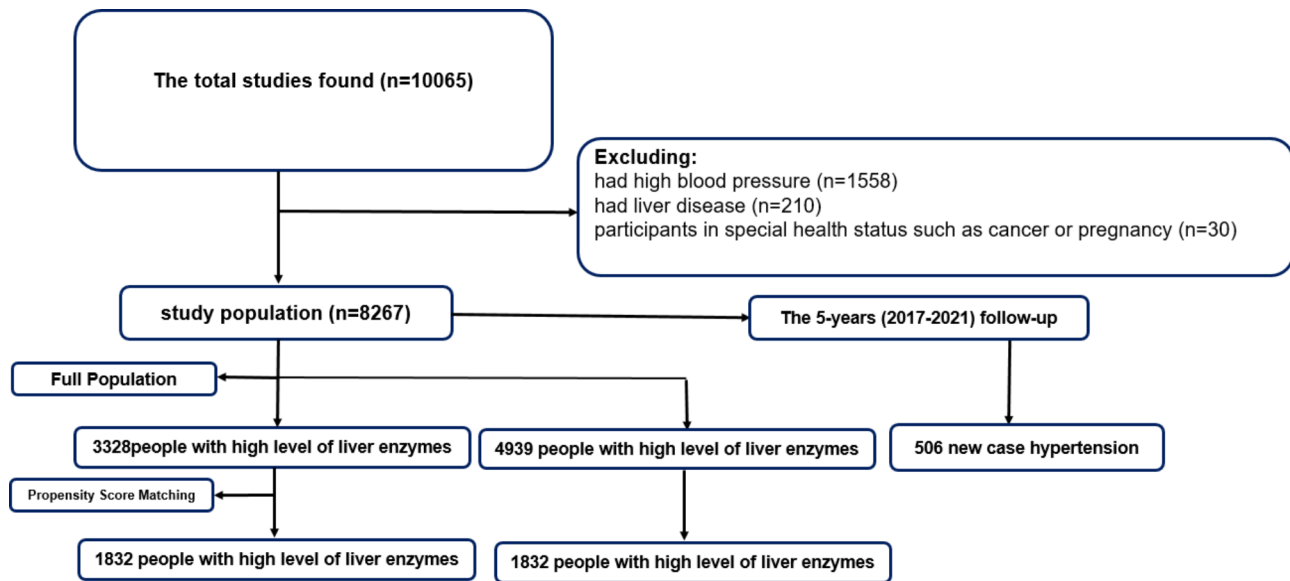 The total studies found (n=10065)
Excluding:
had high blood pressure (n=1558)
had liver disease (n=210)
participants in special health status such as cancer or pregnancy (n=30)
study population (n=8267)
The 5-years (2017-2021) follow-up
Full Population
3328people with high level of liver enzymes
4939 people with high level of liver enzymes
506 new case hypertension
Propensity Score Matching
1832 people with high level of liver enzymes
1832 people with high level of liver enzymes